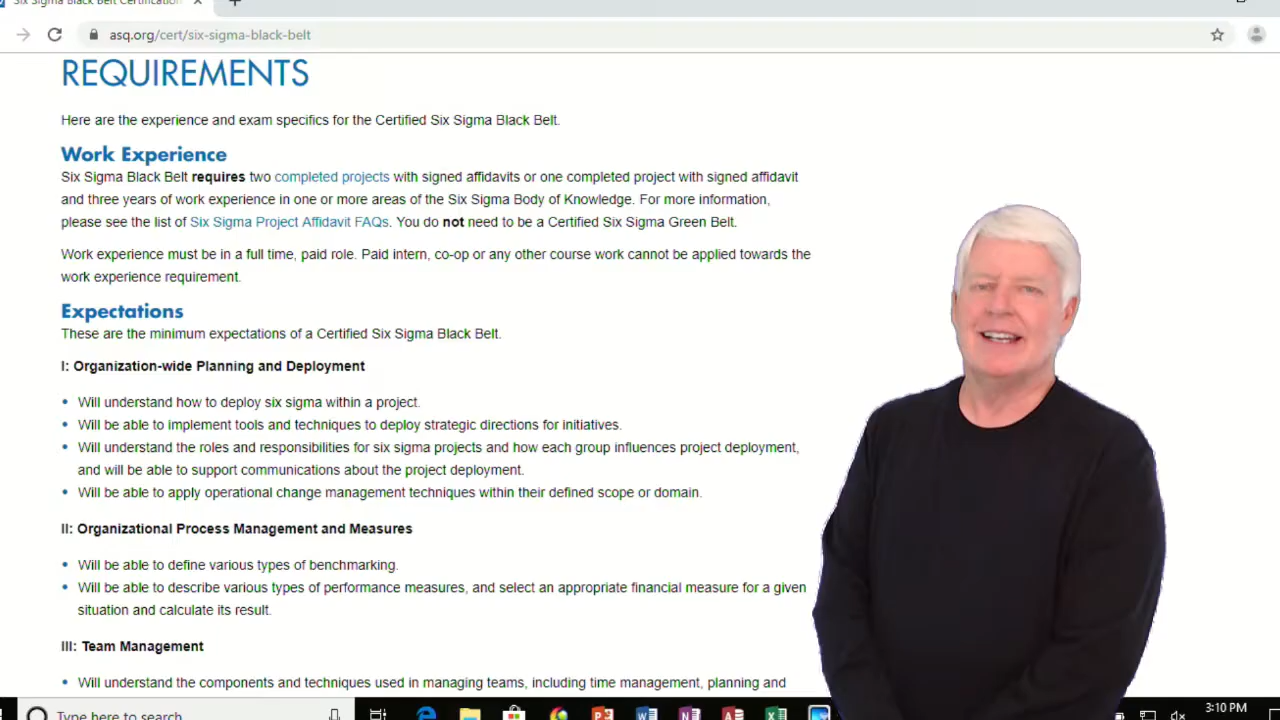 Six Sigma Black Belt Certification
asq.org/cert/six-sigma-black-belt
REQUIREMENTS
Here are the experience and exam specifics for the Certified Six Sigma Black Belt.
Work Experience
Six Sigma Black Belt requires two completed projects with signed affidavits or one completed project with signed affidavit
and three years of work experience in one or more areas of the Six Sigma Body of Knowledge. For more information,
please see the list of Six Sigma Project Affidavit FAQs. You do not need to be a Certified Six Sigma Green Belt.
Work experience must be in a full time, paid role. Paid intern, co-op or any other course work cannot be applied towards the
work experience requirement.
Expectations
These are the minimum expectations of a Certified Six Sigma Black Belt.
I: Organization-wide Planning and Deployment
• Will understand how to deploy six sigma within a project.
• Will be able to implement tools and techniques to deploy strategic directions for initiatives.
• Will understand the roles and responsibilities for six sigma projects and how each group influences project deployment,
and will be able to support communications about the project deployment.
• Will be able to apply operational change management techniques within their defined scope or domain.
II: Organizational Process Management and Measures
• Will be able to define various types of benchmarking.
• Will be able to describe various types of performance measures, and select an appropriate financial measure for a given
situation and calculate its result.
III: Team Management
• Will understand the components and techniques used in managing teams, including time management, planning and
Type here to search
3:10 PM